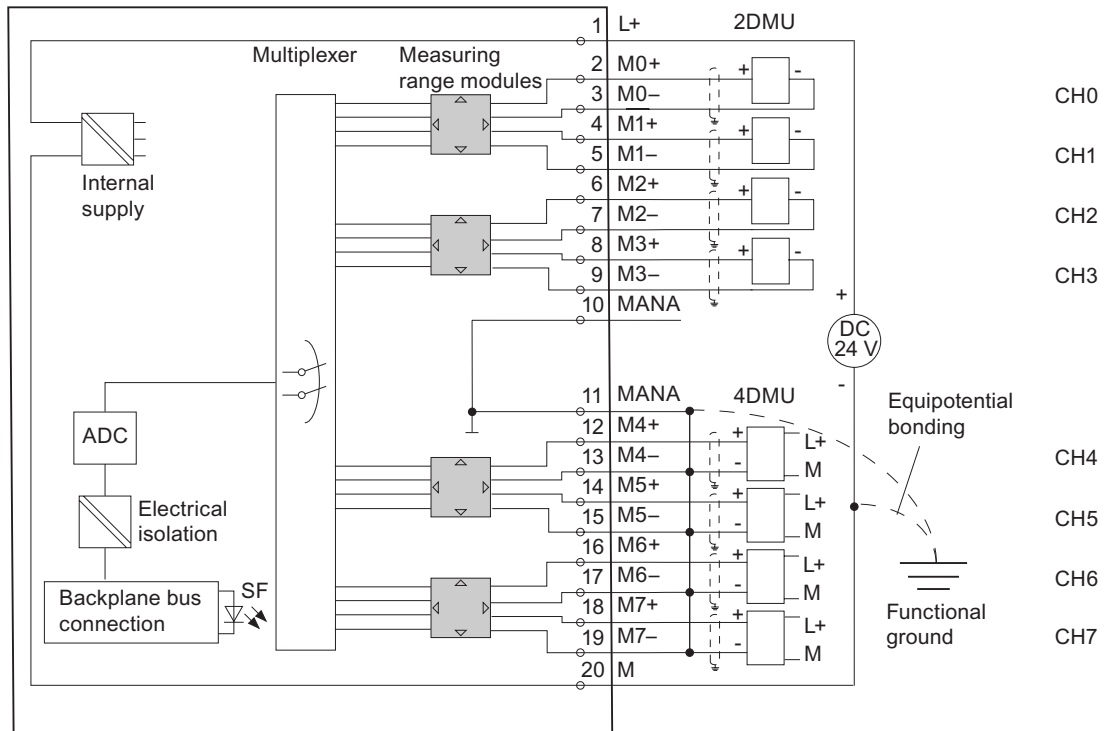 1 L+ 2DMU
Multiplexer
Measuring
range modules
2 M0+ + -
3 M0– CH0
4 M1+ + -
5 M1– CH1
Internal
supply
6 M2+ + -
7 M2– CH2
8 M3+ + -
9 M3– CH3
10 MANA
+
DC
24 V
-
11 MANA 4DMU
Equipotential
bonding
12 M4+ + L+
13 M4– - M CH4
ADC
14 M5+ + L+
15 M5– - M CH5
Electrical
isolation
16 M6+ + L+
17 M6– - M CH6
SF
Backplane bus
connection
18 M7+ + L+
19 M7– - M CH7
Functional
ground
20 M